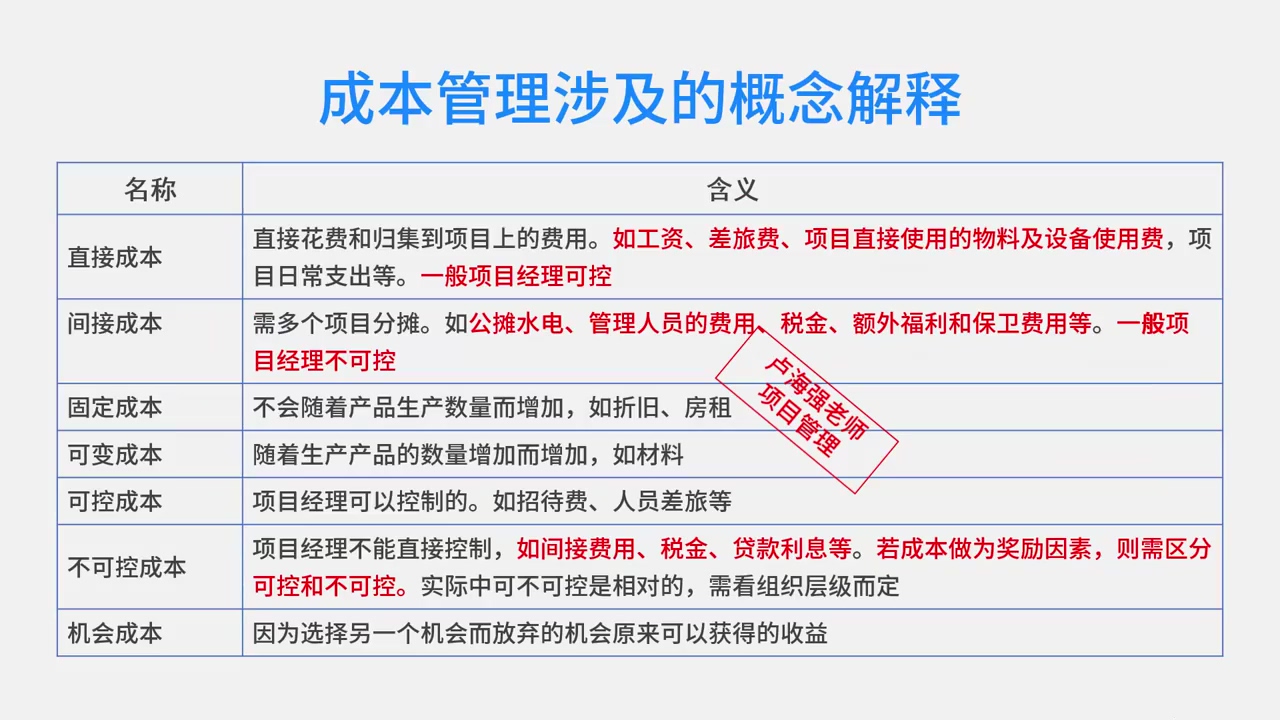 成本管理涉及的概念解释
名称
含义
直接成本
直接花费和归集到项目上的费用。如工资、差旅费、项目直接使用的物料及设备使用费，项
目日常支出等。一般项目经理可控
间接成本
需多个项目分摊。如公摊水电、管理人员的费用、税金、额外福利和保卫费用等。一般项
目经理不可控
固定成本
不会随着产品生产数量而增加，如折旧、房租
可变成本
随着生产产品的数量增加而增加，如材料
可控成本
项目经理可以控制的。如招待费、人员差旅等
不可控成本
项目经理不能直接控制，如间接费用、税金、贷款利息等。若成本做为奖励因素，则需区分
可控和不可控。实际中可不可控是相对的，需看组织层级而定
机会成本
因为选择另一个机会而放弃的机会原来可以获得的收益
卢海强老师
项目管理